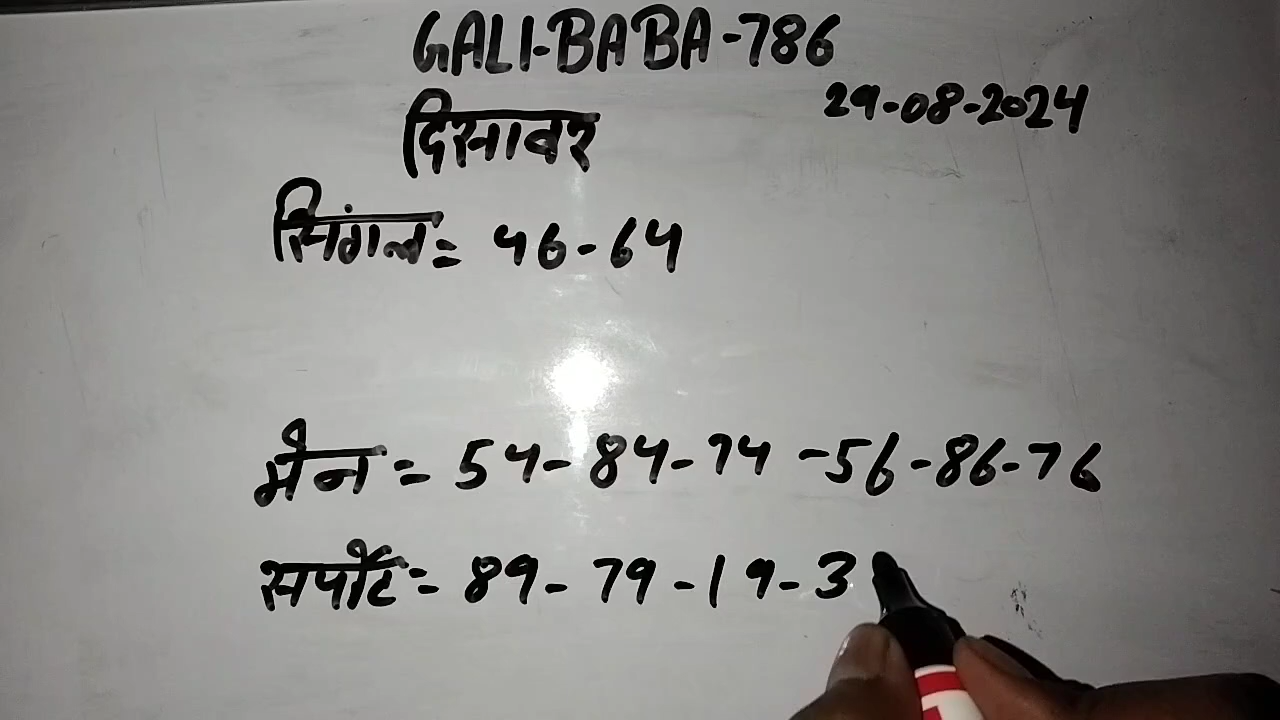 GALI-BABA-786
29-08-2024
दिसावर
सिंगल = 46-64
मैन = 54-84-74-56-86-76
सर्पोट = 89-79-19-3